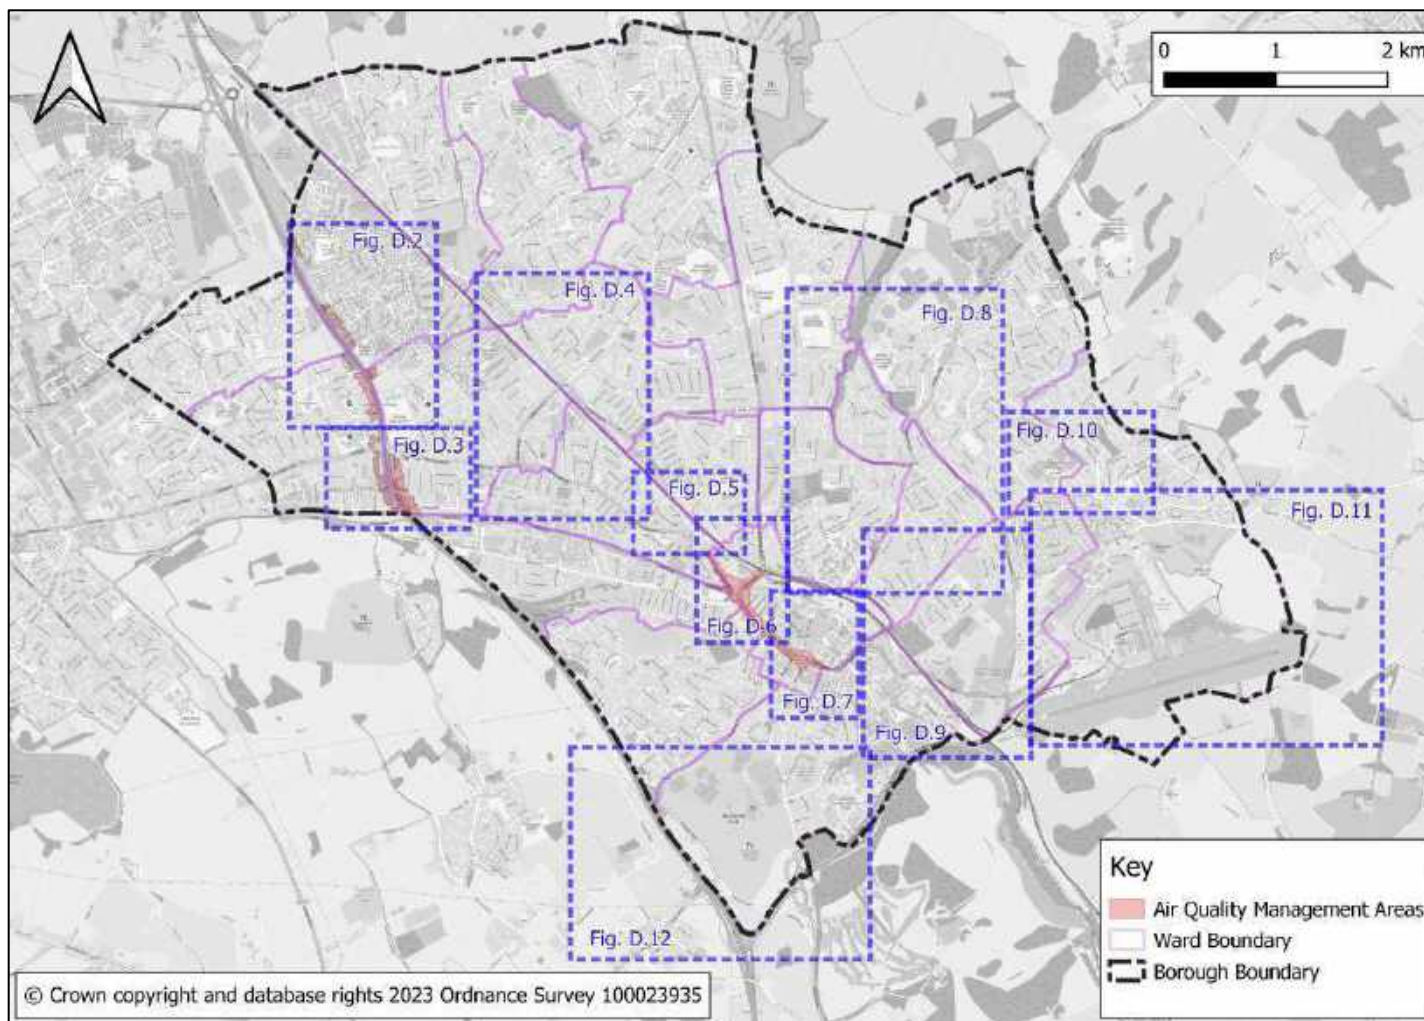 0 1 2 km
Fig. D.2
Fig. D.4
Fig. D.8
Fig. D.10
Fig. D.3
Fig. D.5
Fig. D.11
Fig. D.6
Fig. D.7
Fig. D.9
Fig. D.12
Key
Air Quality Management Areas
Ward Boundary
Borough Boundary
© Crown copyright and database rights 2023 Ordnance Survey 100023935